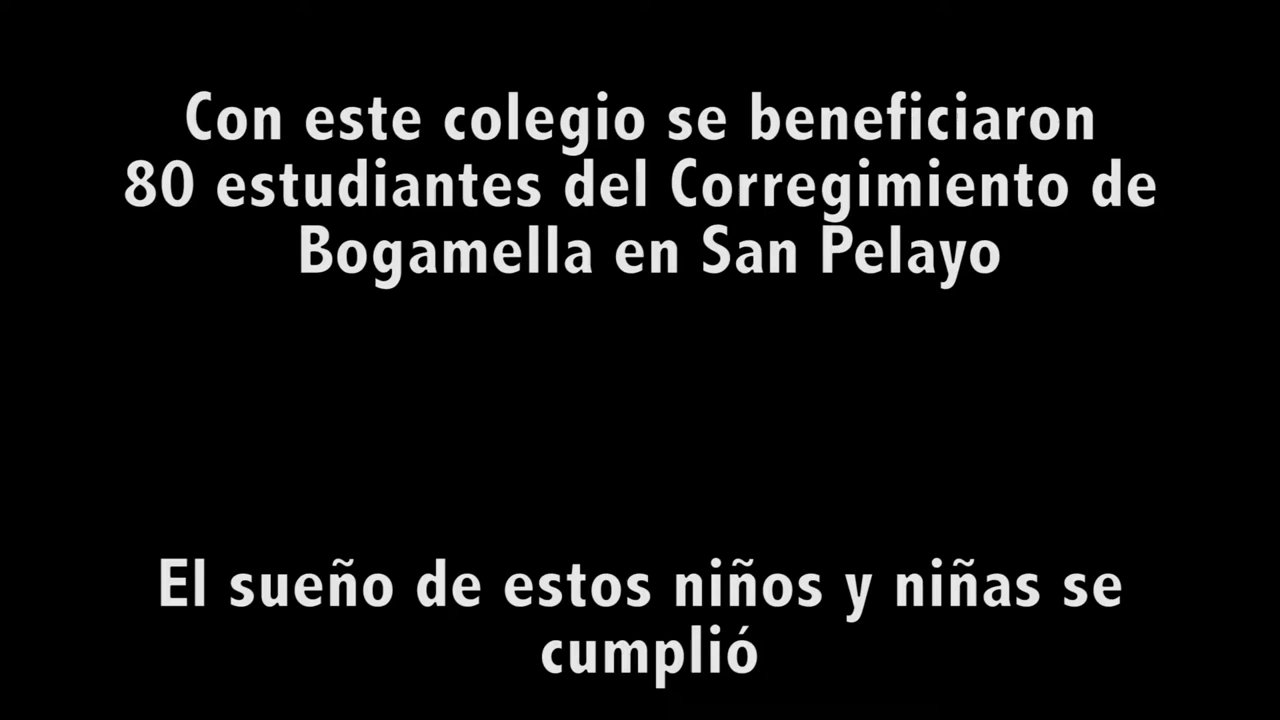 Con este colegio se beneficiaron
80 estudiantes del Corregimiento de
Bogamella en San Pelayo
El sueño de estos niños y niñas se
cumplió